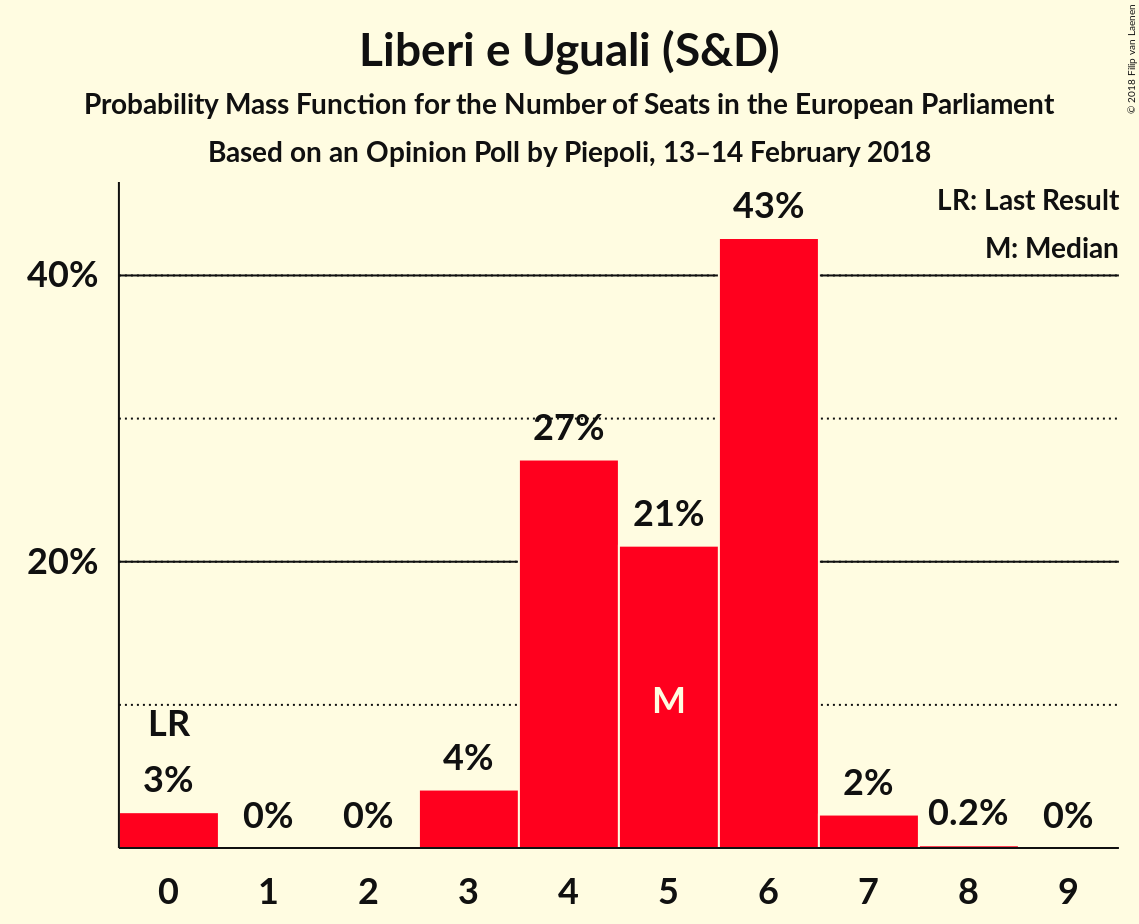 Liberi e Uguali (S&D)
Probability Mass Function for the Number of Seats in the European Parliament
Based on an Opinion Poll by Piepoli, 13–14 February 2018
© 2018 Filip van Laenen
LR: Last Result
M: Median
43%
40%
27%
21%
20%
M
LR
3%
0%
0%
4%
2%
0.2%
0%
0 1 2 3 4 5 6 7 8 9